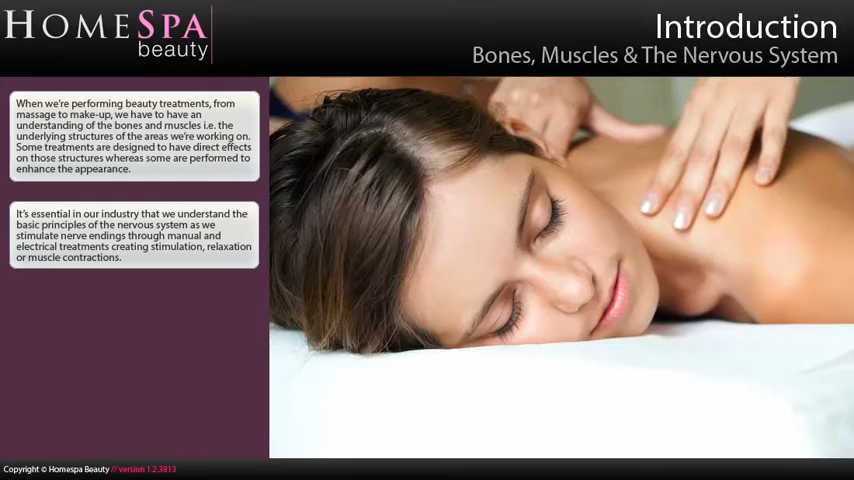 HOMESPA
beauty
Introduction
Bones, Muscles & The Nervous System
When we're performing beauty treatments, from
massage to make-up, we have to have an
understanding of the bones and muscles i.e. the
underlying structures of the areas we're working on.
Some treatments are designed to have direct effects
on those structures whereas some are performed to
enhance the appearance.
It's essential in our industry that we understand the
basic principles of the nervous system as we
stimulate nerve endings through manual and
electrical treatments creating stimulation, relaxation
or muscle contractions.
Copyright © Homespa Beauty // version 1.2.3813